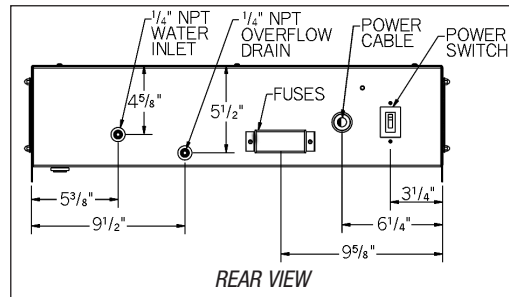 1/4" NPT
WATER
INLET
1/4" NPT
OVERFLOW
DRAIN
POWER
CABLE
POWER
SWITCH
FUSES
4 5/8"
5 1/2"
5 3/8"
9 1/2"
3 1/4"
6 1/4"
9 5/8"
REAR VIEW